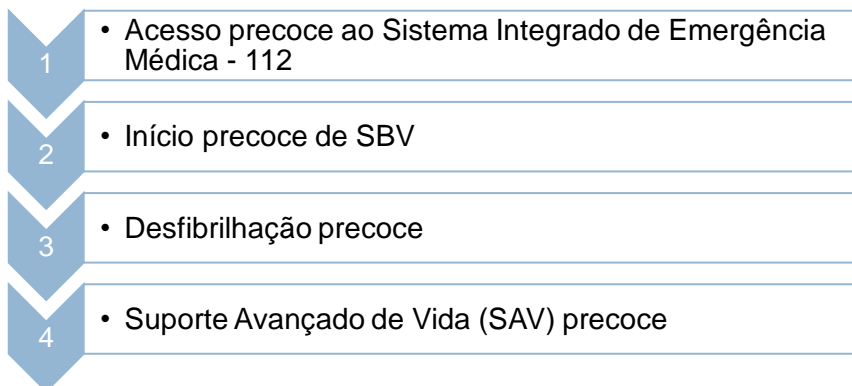 1
• Acesso precoce ao Sistema Integrado de Emergência
Médica - 112
2
• Início precoce de SBV
3
• Desfibrilhação precoce
4
• Suporte Avançado de Vida (SAV) precoce